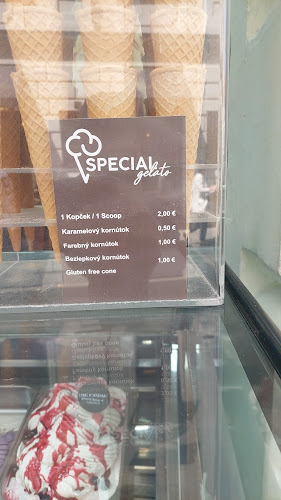 SPECIAL
gelato
1 Kopček / 1 Scoop 2,00 €
Karamelový kornútok 0,50 €
Farebný kornútok 1,00 €
Bezlepkový kornútok 1,00 €
Gluten free cone